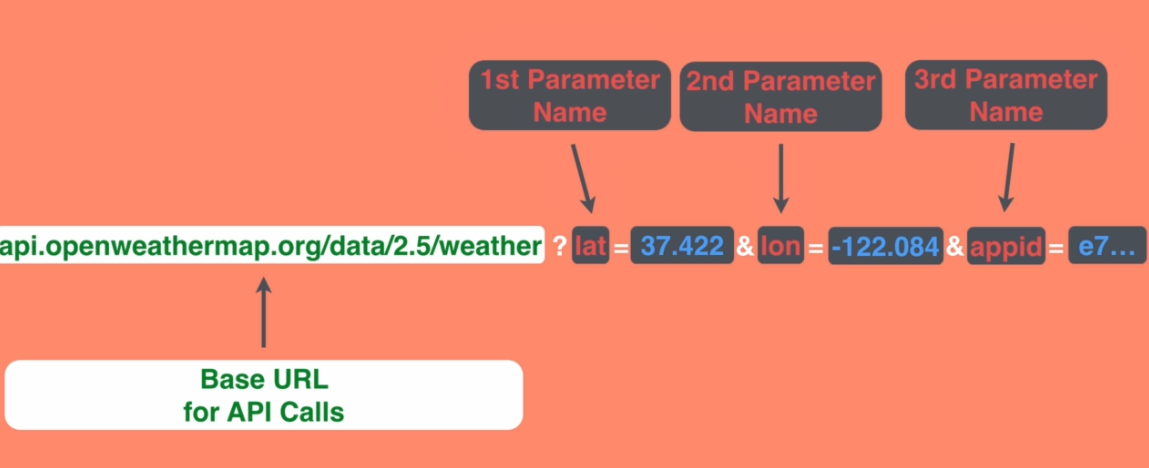 1st Parameter
Name
2nd Parameter
Name
3rd Parameter
Name
api.openweathermap.org/data/2.5/weather ? lat = 37.422 & lon = -122.084 & appid = e7...
Base URL
for API Calls